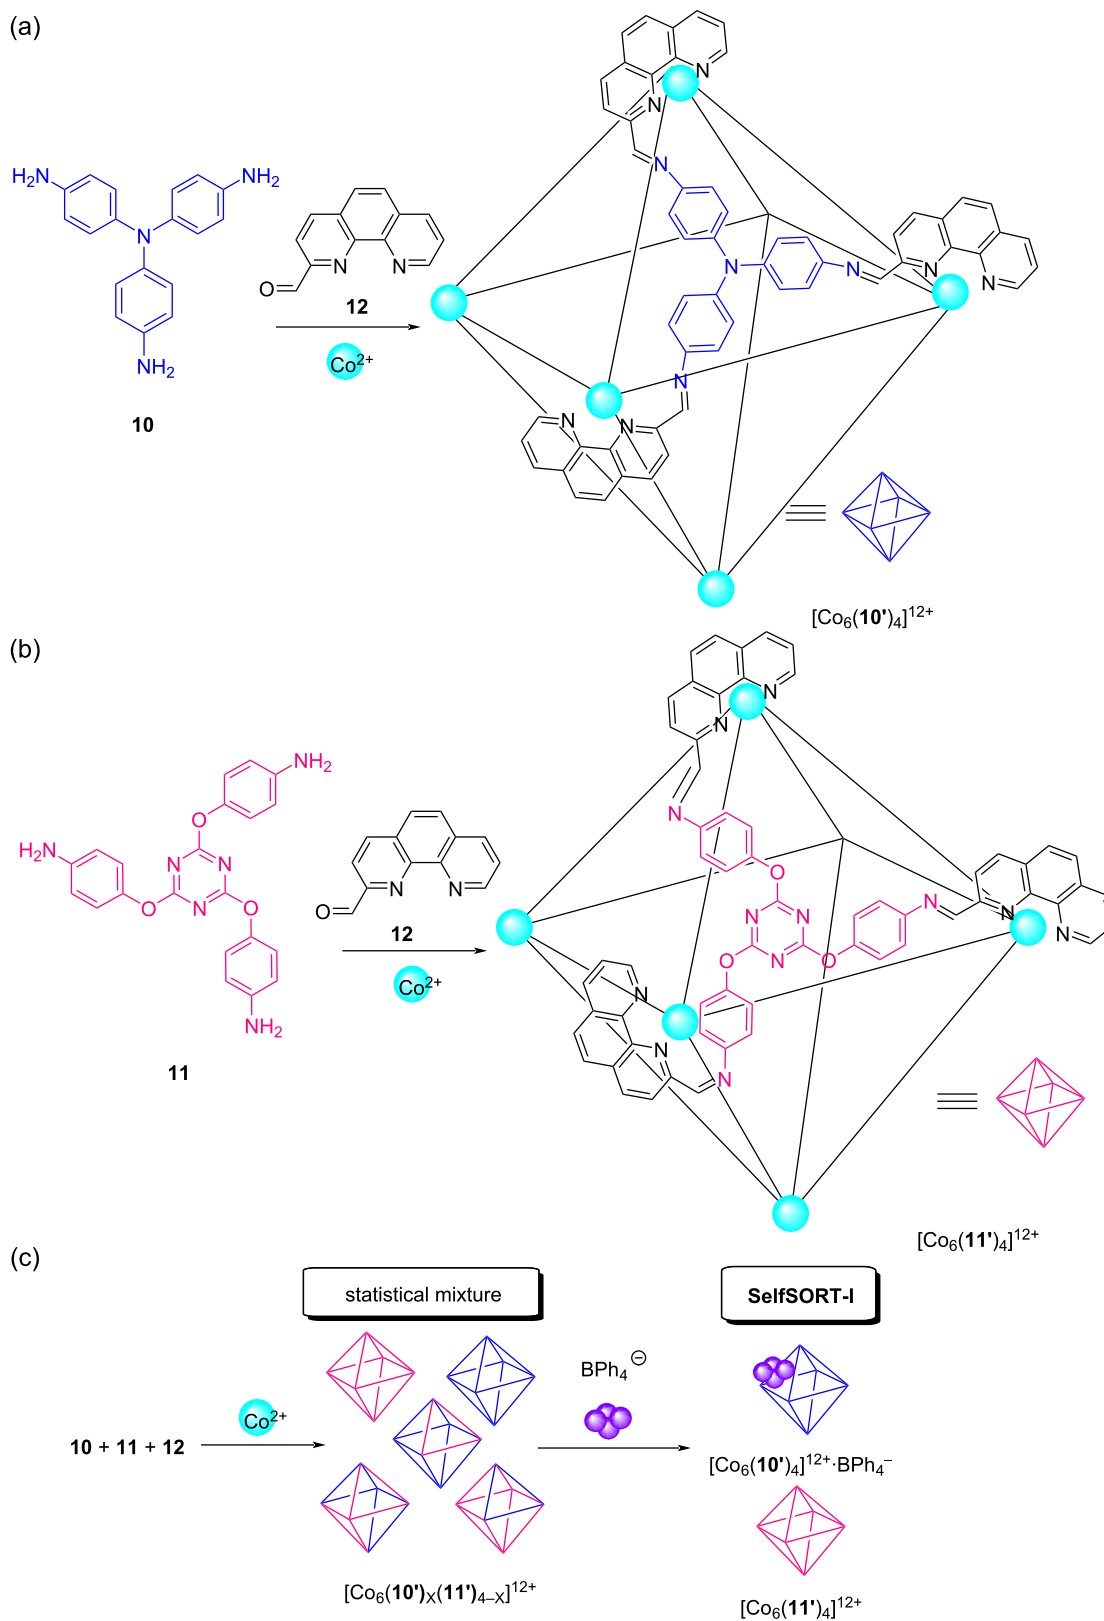 (a)
H₂N
NH₂
N
NH₂
10
N
N
O
12
Co²⁺
N
N
N
N
N
N
N
N
N
N
[Co₆(10')₄]¹²⁺
(b)
NH₂
O
H₂N
N
N
O
N
O
NH₂
11
N
N
O
12
Co²⁺
N
N
N
O
N
N
N
O
O
N
N
N
N
N
N
[Co₆(11')₄]¹²⁺
(c)
statistical mixture
SelfSORT-I
BPh₄⊖
Co²⁺
10 + 11 + 12
[Co₆(10')₄]¹²⁺·BPh₄⁻
[Co₆(10')X(11')4–X]¹²⁺
[Co₆(11')₄]¹²⁺